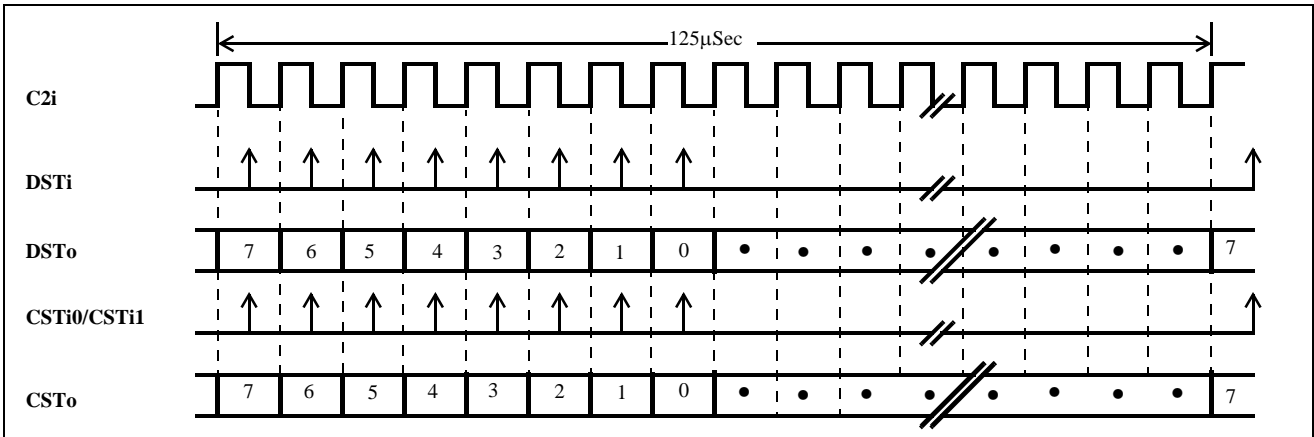 125µSec
C2i
DSTi
DSTo 7 6 5 4 3 2 1 0 • • • • • • • • 7
CSTi0/CSTi1
CSTo 7 6 5 4 3 2 1 0 • • • • • • • • 7